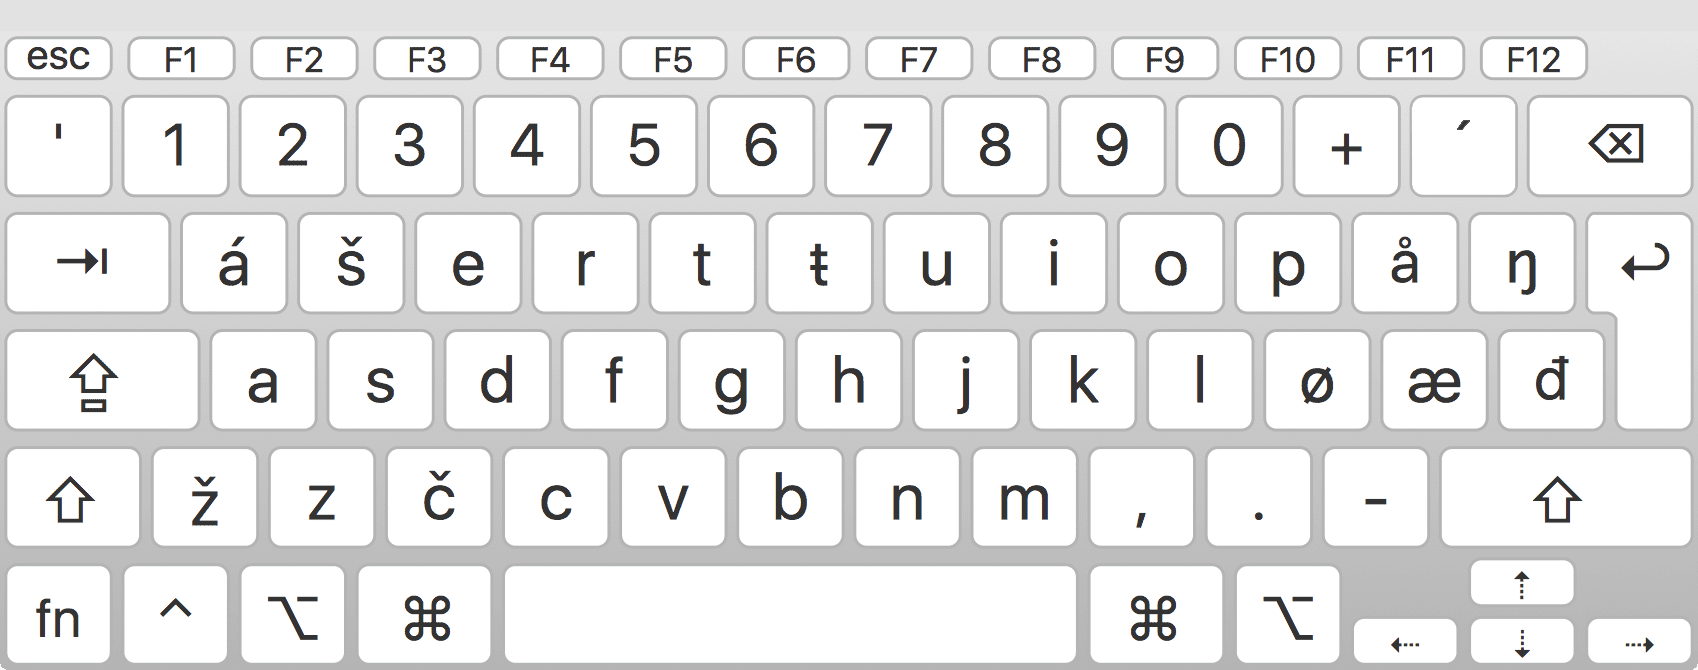 esc F1 F2 F3 F4 F5 F6 F7 F8 F9 F10 F11 F12
' 1 2 3 4 5 6 7 8 9 0 + ´ ⌫
⇥ á š e r t ŧ u i o p å ŋ ↩
⇪ a s d f g h j k l ø æ đ
⇧ ž z č c v b n m , . - ⇧
fn ^ ⌥ ⌘ ⌘ ⌥ ⇠ ⇡ ⇣ ⇢